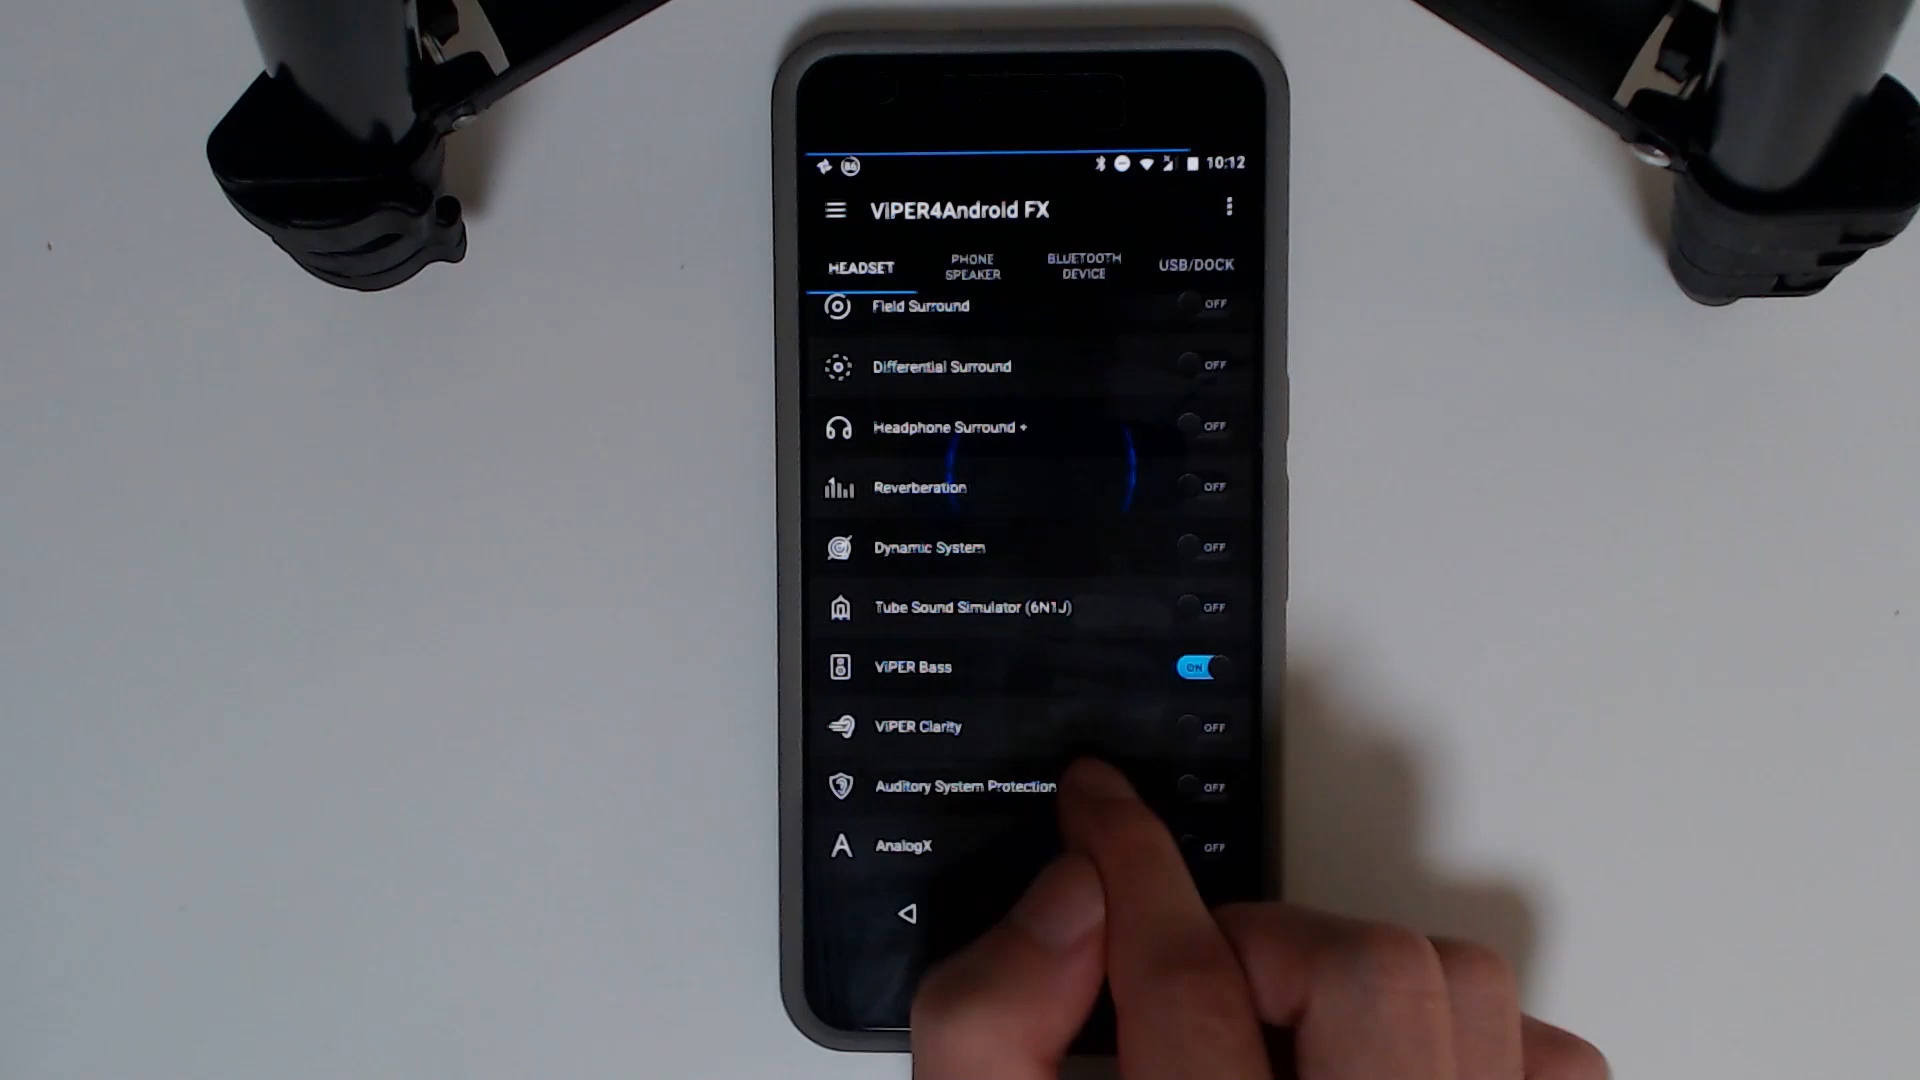 86
10:12
ViPER4Android FX
HEADSET
PHONE
SPEAKER
BLUETOOTH
DEVICE
USB/DOCK
Field Surround
OFF
Differential Surround
OFF
Headphone Surround +
OFF
Reverberation
OFF
Dynamic System
OFF
Tube Sound Simulator (6N1J)
OFF
ViPER Bass
ON
ViPER Clarity
OFF
Auditory System Protection
OFF
AnalogX
OFF